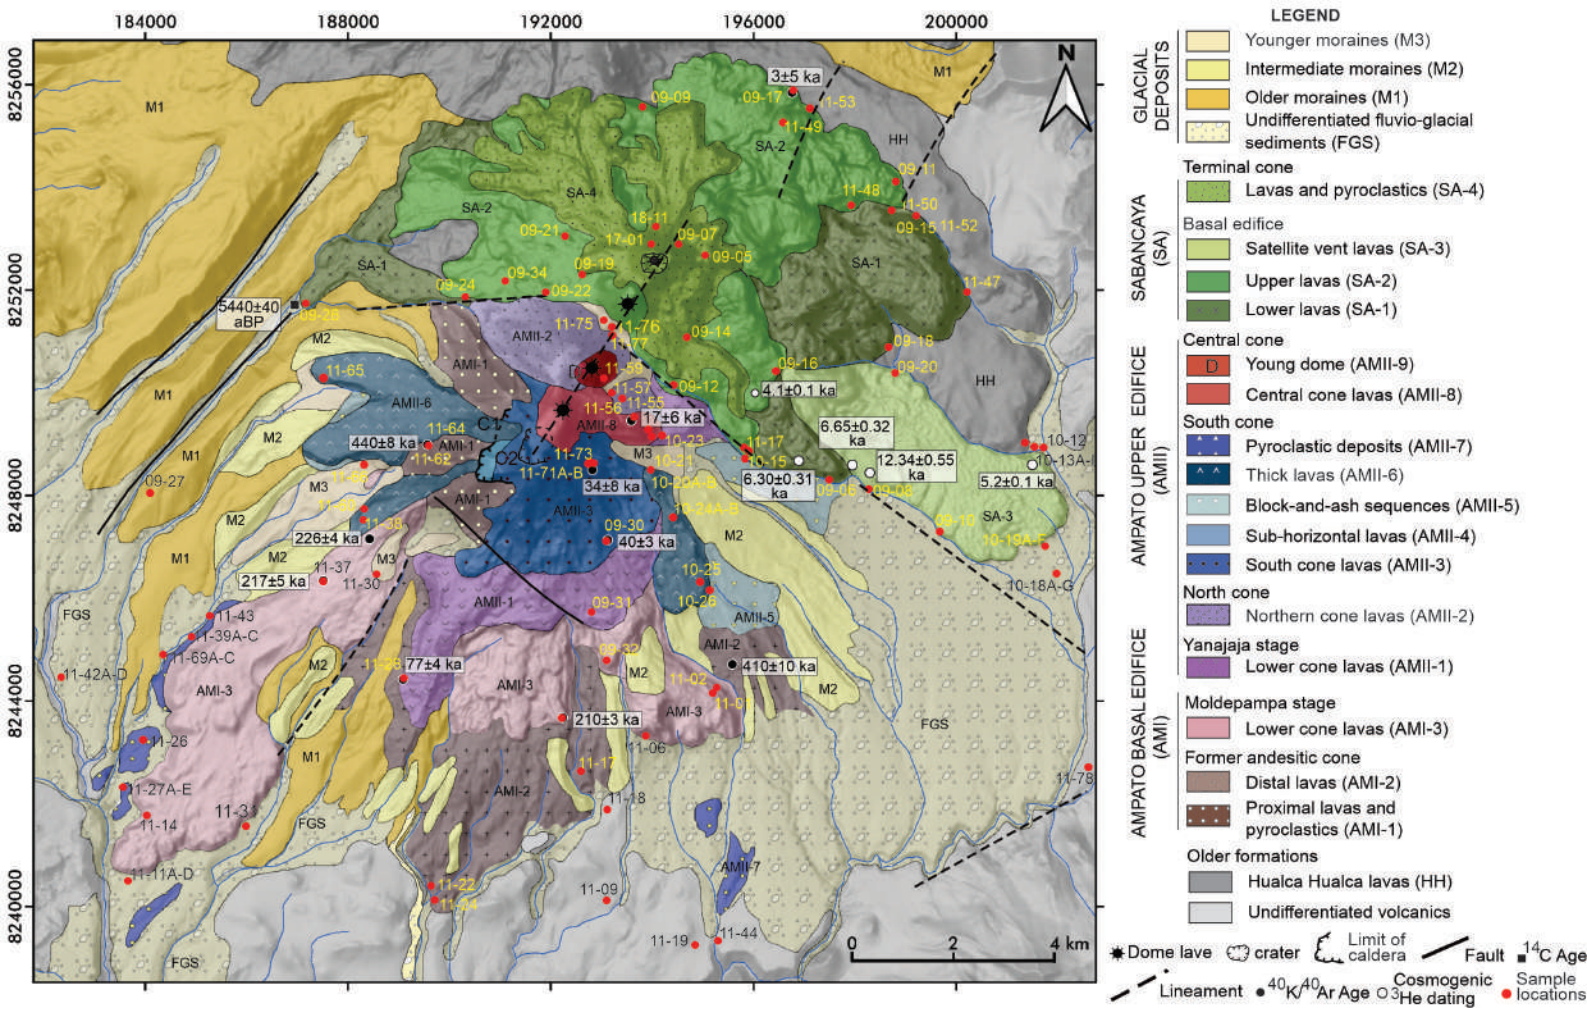 184000
188000
192000
196000
200000
8256000
8252000
8248000
8244000
8240000
N
M1
M1
3±5 ka
09-17
11-53
09-09
11-49
SA-2
HH
09-11
SA-4
SA-2
11-48
11-50
09-15
11-52
18-11
09-21
17-01
09-07
09-05
SA-1
SA-1
09-19
09-34
09-24
09-22
11-47
5440±40
aBP
M2
AMII-2
11-75
11-76
11-77
09-14
09-18
AMI-1
11-59
09-16
09-20
HH
11-65
M1
AMII-6
11-57
09-12
4.1±0.1 ka
11-56
11-55
C1
17±6 ka
6.65±0.32
ka
M2
11-64
440±8 ka
AMI-1
11-62
AMII-8
10-23
11-17
10-12
M1
C2
11-73
M3
10-21
10-15
12.34±0.55
ka
10-13A-
11-71A-B
34±8 ka
10-20A-B
6.30±0.31
ka
5.2±0.1 ka
09-27
M3
AMI-1
AMII-3
10-24A-B
09-08
SA-3
M2
11-38
09-30
40±3 ka
M2
09-10
10-19A-F
226±4 ka
M1
M2
M3
11-37
217±5 ka
11-30
10-25
10-18A-G
FGS
AMII-1
10-26
09-31
AMII-5
11-43
11-39A-C
11-69A-C
AMI-2
11-42A-D
M2
09-32
410±10 ka
77±4 ka
M2
AMI-3
AMI-3
11-02
M2
AMI-3
FGS
210±3 ka
11-26
11-06
M1
11-17
11-78
11-27A-E
AMI-2
11-18
11-14
11-31
FGS
AMII-7
11-11A-D
11-22
11-24
11-09
11-19
11-44
FGS
0 2 4 km
LEGEND
GLACIAL
DEPOSITS
Younger moraines (M3)
Intermediate moraines (M2)
Older moraines (M1)
Undifferentiated fluvio-glacial
sediments (FGS)
SABANCAYA
(SA)
Terminal cone
Lavas and pyroclastics (SA-4)
Basal edifice
Satellite vent lavas (SA-3)
Upper lavas (SA-2)
Lower lavas (SA-1)
AMPATO UPPER EDIFICE
(AMII)
Central cone
D Young dome (AMII-9)
Central cone lavas (AMII-8)
South cone
Pyroclastic deposits (AMII-7)
Thick lavas (AMII-6)
Block-and-ash sequences (AMII-5)
Sub-horizontal lavas (AMII-4)
South cone lavas (AMII-3)
North cone
Northern cone lavas (AMII-2)
Yanajaja stage
Lower cone lavas (AMII-1)
AMPATO BASAL EDIFICE
(AMI)
Moldepampa stage
Lower cone lavas (AMI-3)
Former andesitic cone
Distal lavas (AMI-2)
Proximal lavas and
pyroclastics (AMI-1)
Older formations
Hualca Hualca lavas (HH)
Undifferentiated volcanics
Dome lave
crater
Limit of
caldera
Fault
14C Age
Lineament
40K/40Ar Age
3
Cosmogenic
He dating
Sample
locations